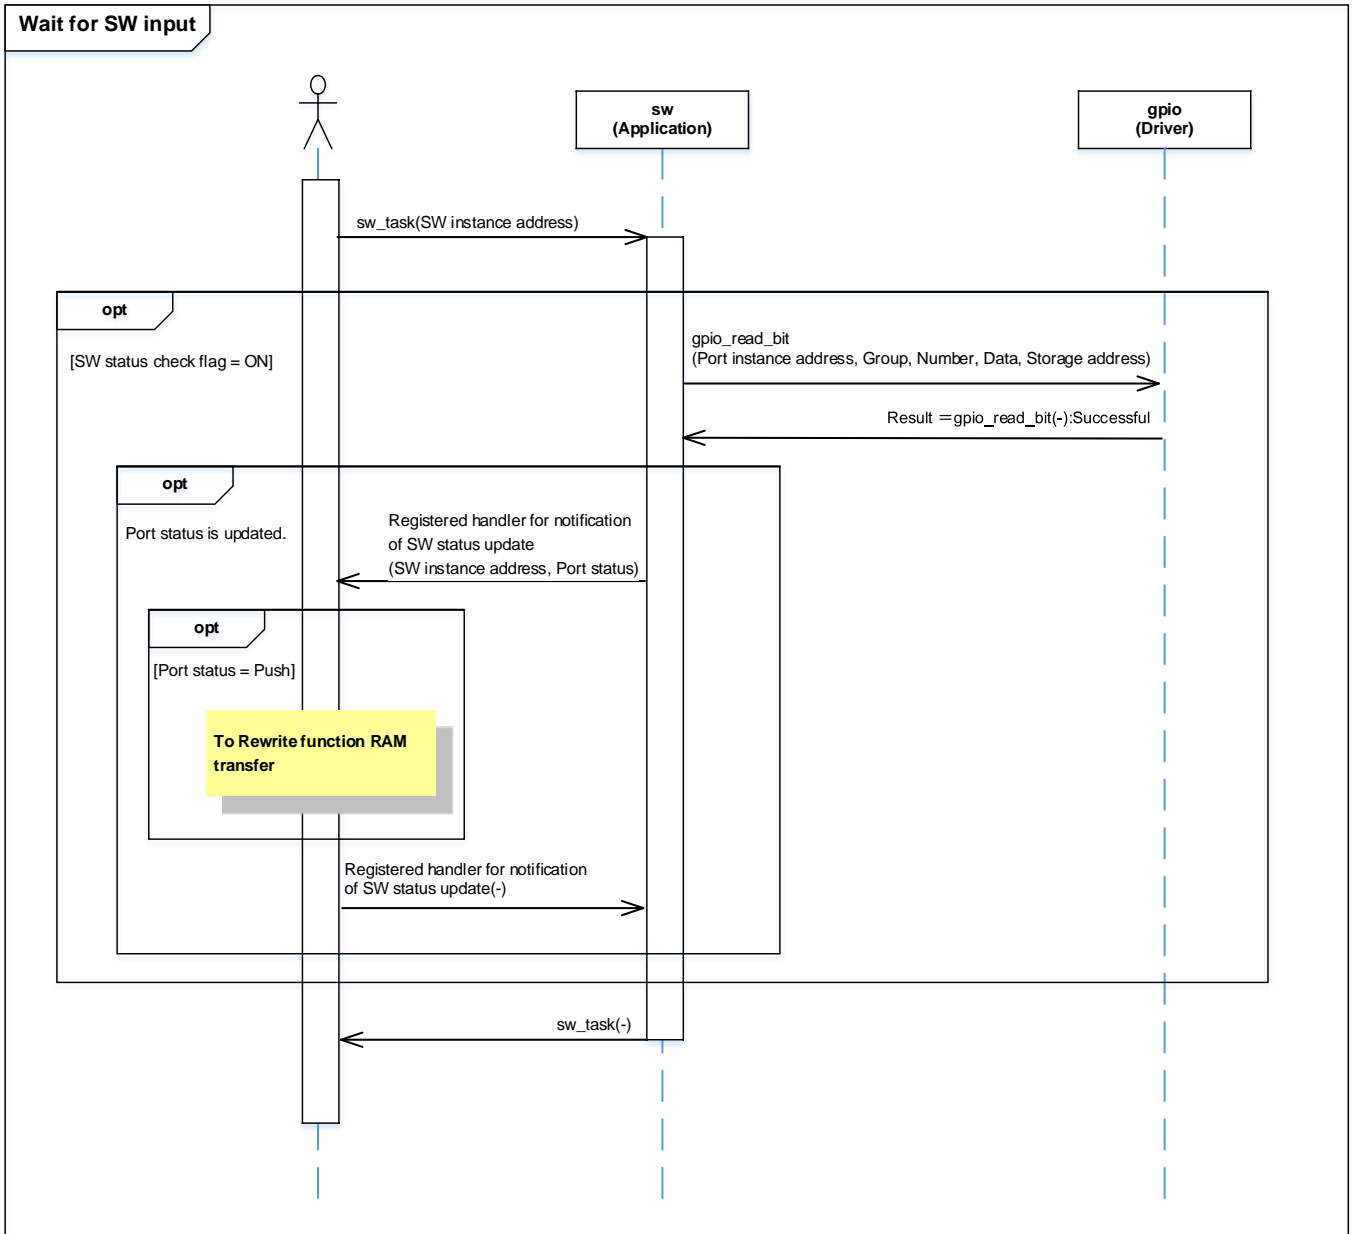 Wait for SW input
sw
(Application)
gpio
(Driver)
sw_task(SW instance address)
opt
[SW status check flag = ON]
gpio_read_bit
(Port instance address, Group, Number, Data, Storage address)
Result =gpio_read_bit(-):Successful
opt
Port status is updated.
Registered handler for notification
of SW status update
(SW instance address, Port status)
opt
[Port status = Push]
To Rewrite function RAM
transfer
Registered handler for notification
of SW status update(-)
sw_task(-)